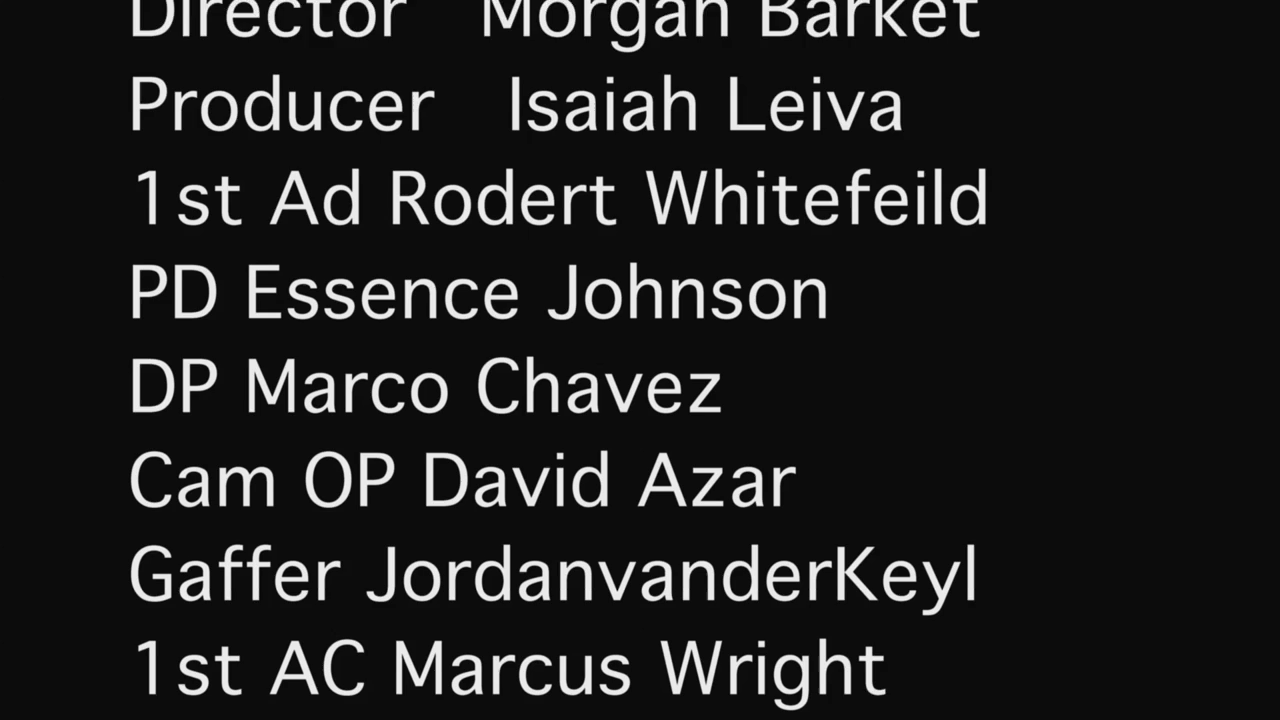 Director Morgan Barket
Producer Isaiah Leiva
1st Ad Rodert Whitefeild
PD Essence Johnson
DP Marco Chavez
Cam OP David Azar
Gaffer JordanvanderKeyl
1st AC Marcus Wright